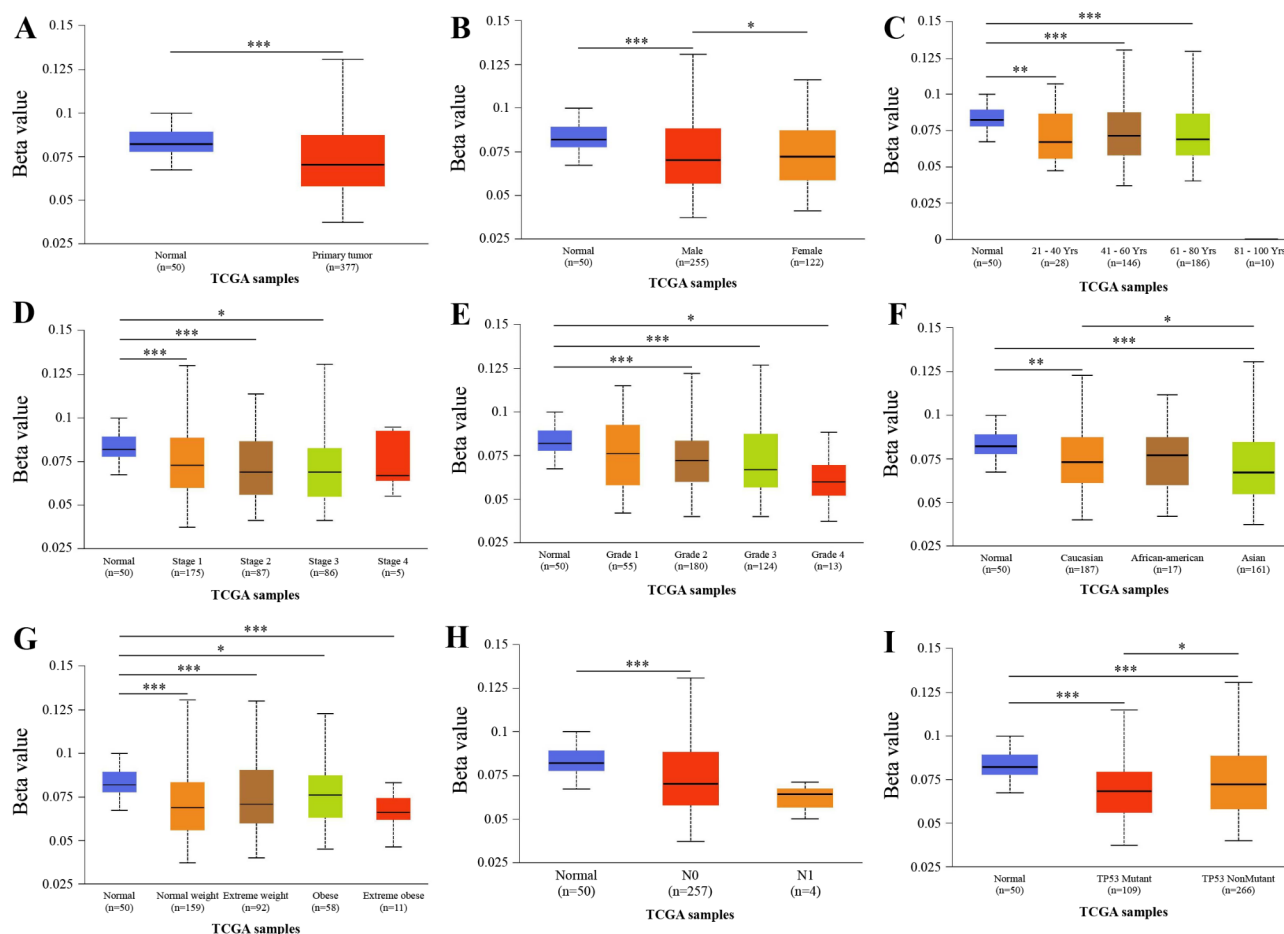 A
Beta value
0.15
0.125
0.1
0.075
0.05
0.025
***
Normal
(n=50)
Primary tumor
(n=377)
TCGA samples
B
Beta value
0.15
0.125
0.1
0.075
0.05
0.025
***
*
Normal
(n=50)
Male
(n=255)
Female
(n=122)
TCGA samples
C
Beta value
0.15
0.125
0.1
0.075
0.05
0.025
0
***
***
**
Normal
(n=50)
21 - 40 Yrs
(n=28)
41 - 60 Yrs
(n=146)
61 - 80 Yrs
(n=186)
81 - 100 Yrs
(n=10)
TCGA samples
D
Beta value
0.15
0.125
0.1
0.075
0.05
0.025
*
***
***
Normal
(n=50)
Stage 1
(n=175)
Stage 2
(n=87)
Stage 3
(n=86)
Stage 4
(n=5)
TCGA samples
E
Beta value
0.15
0.125
0.1
0.075
0.05
0.025
*
***
***
Normal
(n=50)
Grade 1
(n=55)
Grade 2
(n=180)
Grade 3
(n=124)
Grade 4
(n=13)
TCGA samples
F
Beta value
0.15
0.125
0.1
0.075
0.05
0.025
*
***
**
Normal
(n=50)
Caucasian
(n=187)
African-american
(n=17)
Asian
(n=161)
TCGA samples
G
Beta value
0.15
0.125
0.1
0.075
0.05
0.025
***
*
***
***
Normal
(n=50)
Normal weight
(n=159)
Extreme weight
(n=92)
Obese
(n=58)
Extreme obese
(n=11)
TCGA samples
H
Beta value
0.15
0.125
0.1
0.075
0.05
0.025
***
Normal
(n=50)
N0
(n=257)
N1
(n=4)
TCGA samples
I
Beta value
0.15
0.125
0.1
0.075
0.05
0.025
*
***
***
Normal
(n=50)
TP53 Mutant
(n=109)
TP53 NonMutant
(n=266)
TCGA samples